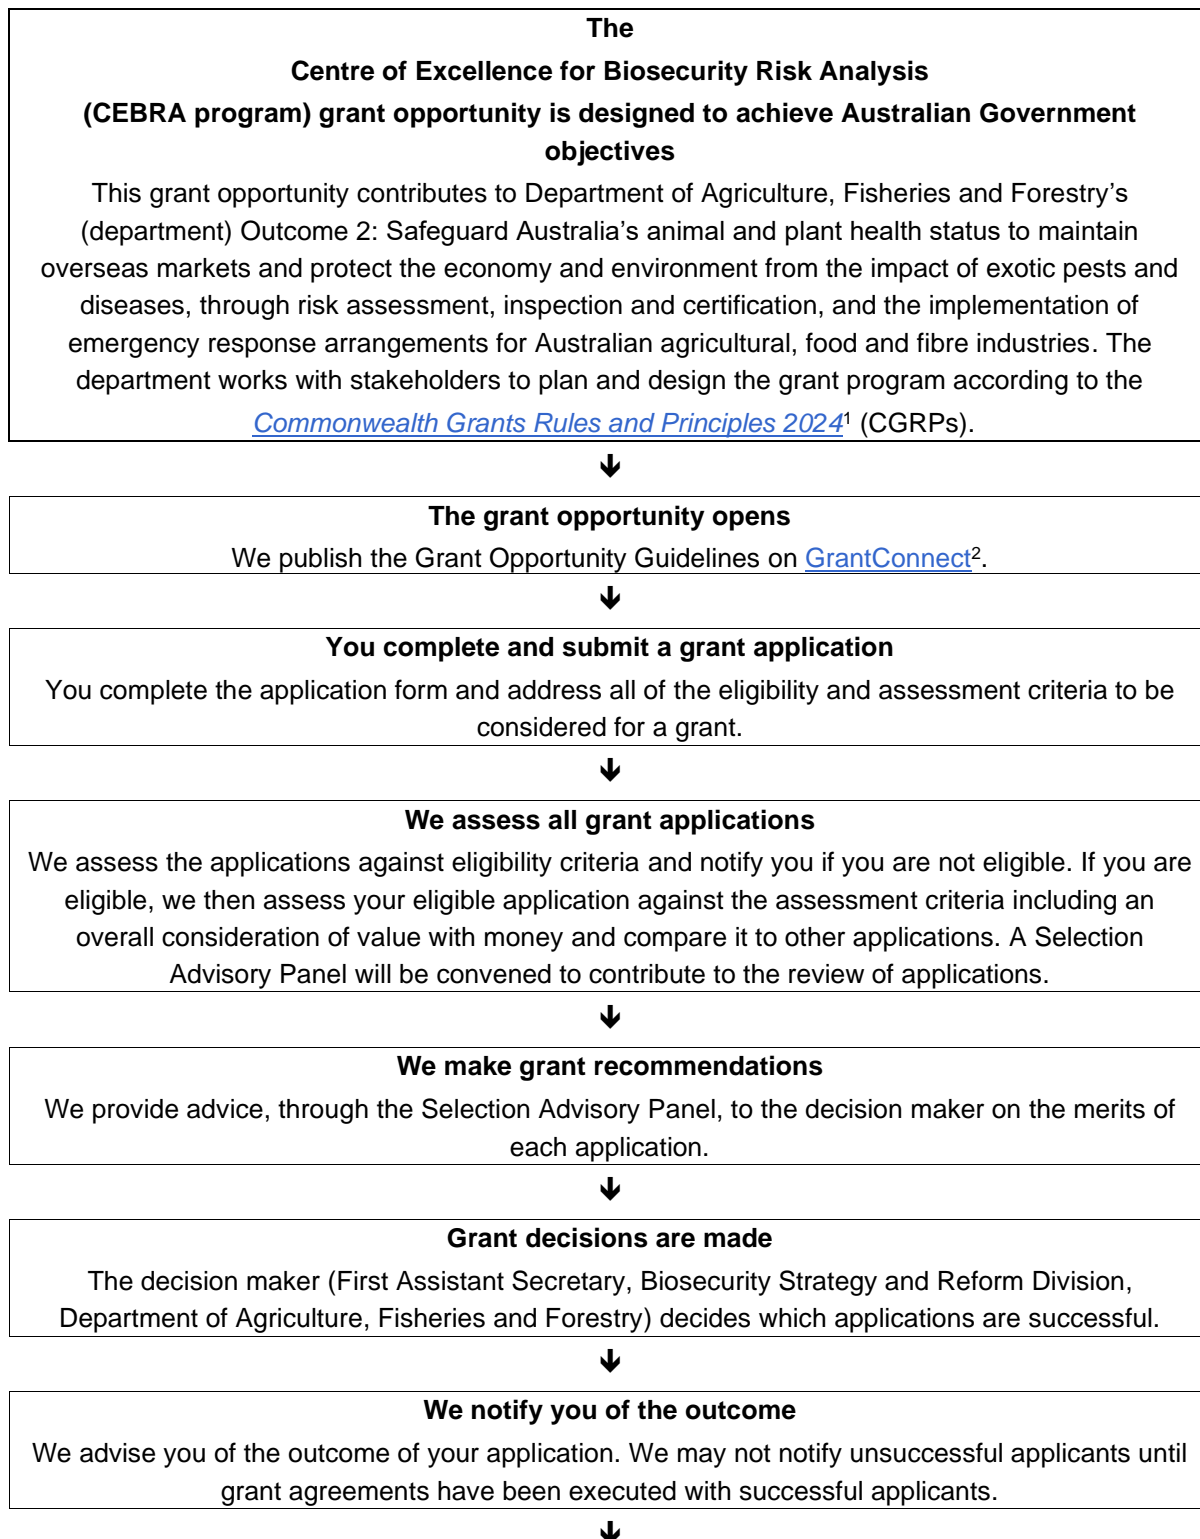 The
Centre of Excellence for Biosecurity Risk Analysis
(CEBRA program) grant opportunity is designed to achieve Australian Government
objectives
This grant opportunity contributes to Department of Agriculture, Fisheries and Forestry’s
(department) Outcome 2: Safeguard Australia’s animal and plant health status to maintain
overseas markets and protect the economy and environment from the impact of exotic pests and
diseases, through risk assessment, inspection and certification, and the implementation of
emergency response arrangements for Australian agricultural, food and fibre industries. The
department works with stakeholders to plan and design the grant program according to the
Commonwealth Grants Rules and Principles 2024¹ (CGRPs).
The grant opportunity opens
We publish the Grant Opportunity Guidelines on GrantConnect².
You complete and submit a grant application
You complete the application form and address all of the eligibility and assessment criteria to be
considered for a grant.
We assess all grant applications
We assess the applications against eligibility criteria and notify you if you are not eligible. If you are
eligible, we then assess your eligible application against the assessment criteria including an
overall consideration of value with money and compare it to other applications. A Selection
Advisory Panel will be convened to contribute to the review of applications.
We make grant recommendations
We provide advice, through the Selection Advisory Panel, to the decision maker on the merits of
each application.
Grant decisions are made
The decision maker (First Assistant Secretary, Biosecurity Strategy and Reform Division,
Department of Agriculture, Fisheries and Forestry) decides which applications are successful.
We notify you of the outcome
We advise you of the outcome of your application. We may not notify unsuccessful applicants until
grant agreements have been executed with successful applicants.